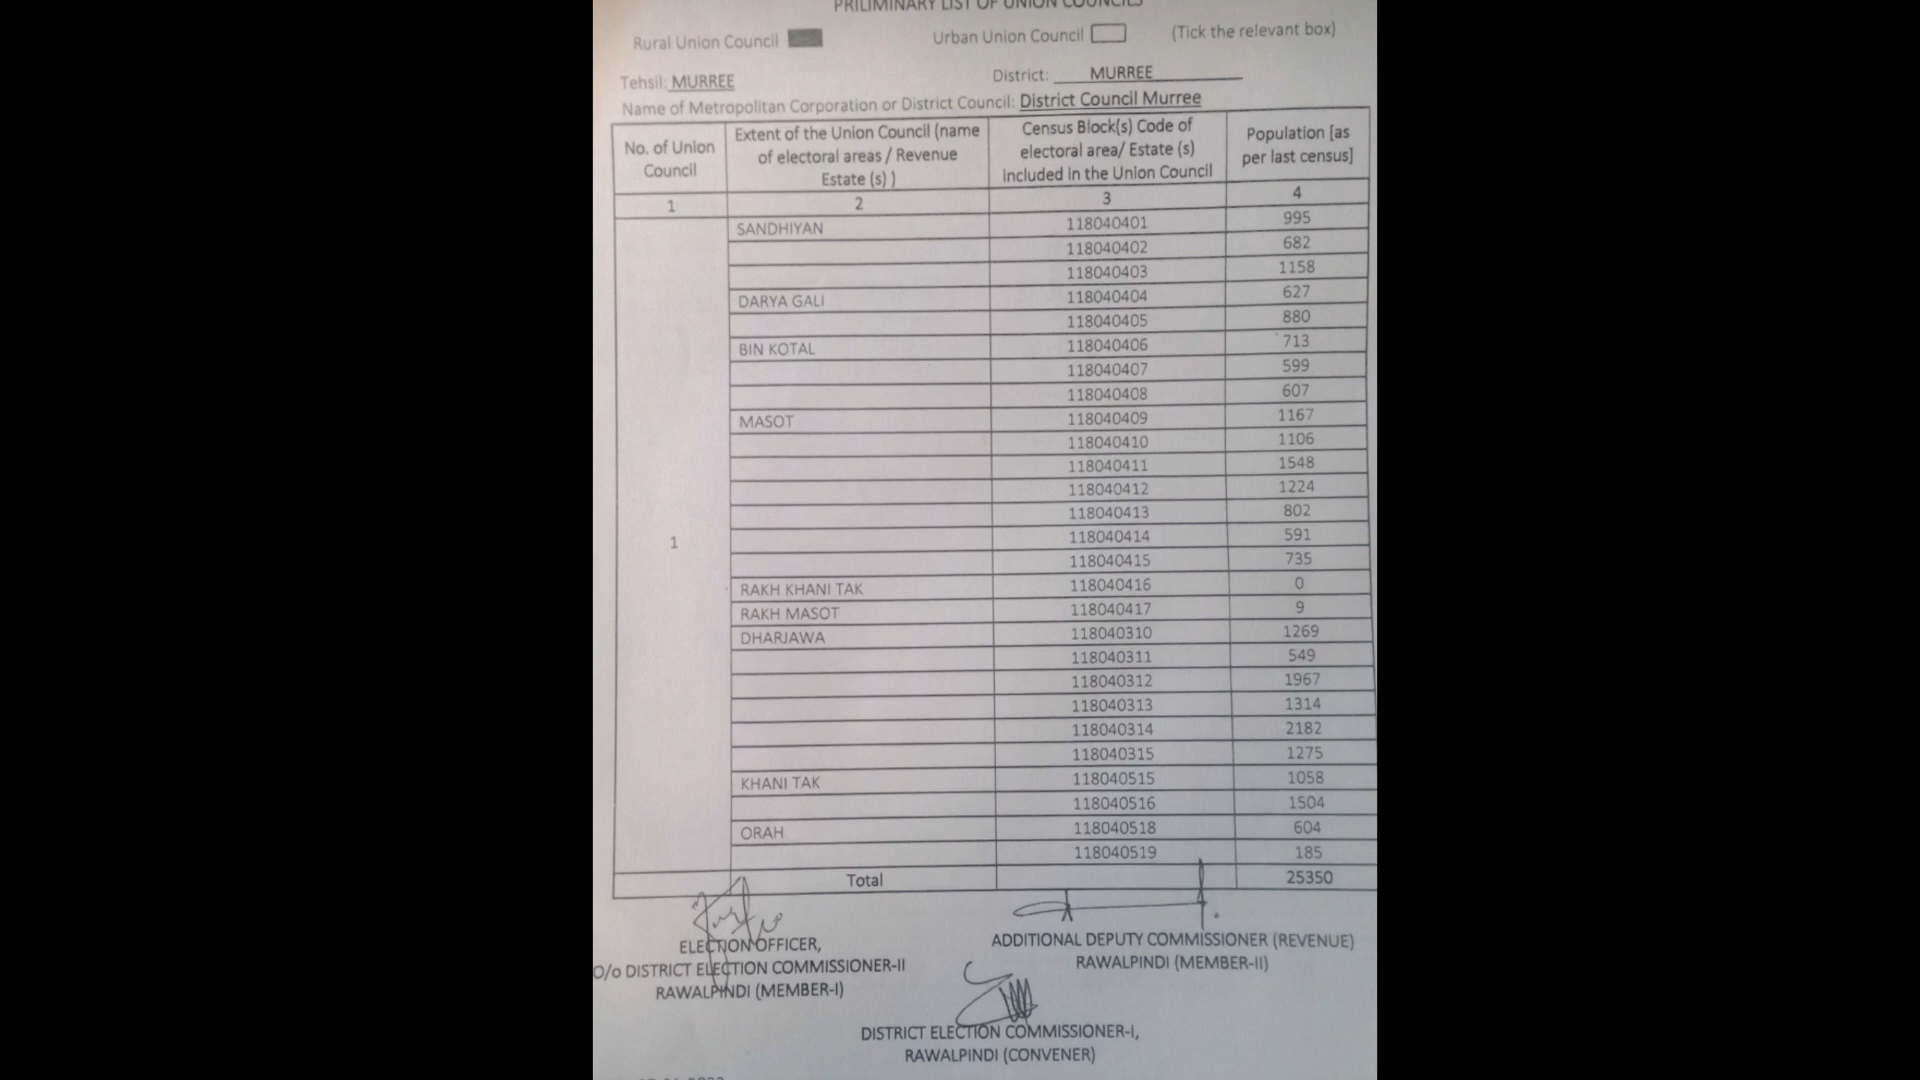 PRILIMINARY LIST OF UNION COUNCILS
Rural Union Council Urban Union Council (Tick the relevant box)
Tehsil: MURREE District: MURREE
Name of Metropolitan Corporation or District Council: District Council Murree
No. of Union Council Extent of the Union Council (name of electoral areas / Revenue Estate (s) ) Census Block(s) Code of electoral area/ Estate (s) included in the Union Council Population [as per last census]
1 2 3 4
SANDHIYAN 118040401 995
118040402 682
118040403 1158
DARYA GALI 118040404 627
118040405 880
BIN KOTAL 118040406 713
118040407 599
118040408 607
MASOT 118040409 1167
118040410 1106
118040411 1548
118040412 1224
118040413 802
1 118040414 591
118040415 735
RAKH KHANI TAK 118040416 0
RAKH MASOT 118040417 9
DHARJAWA 118040310 1269
118040311 549
118040312 1967
118040313 1314
118040314 2182
118040315 1275
KHANI TAK 118040515 1058
118040516 1504
ORAH 118040518 604
118040519 185
Total 25350
ELECTION OFFICER,
O/o DISTRICT ELECTION COMMISSIONER-II
RAWALPINDI (MEMBER-I)
ADDITIONAL DEPUTY COMMISSIONER (REVENUE)
RAWALPINDI (MEMBER-II)
DISTRICT ELECTION COMMISSIONER-I,
RAWALPINDI (CONVENER)